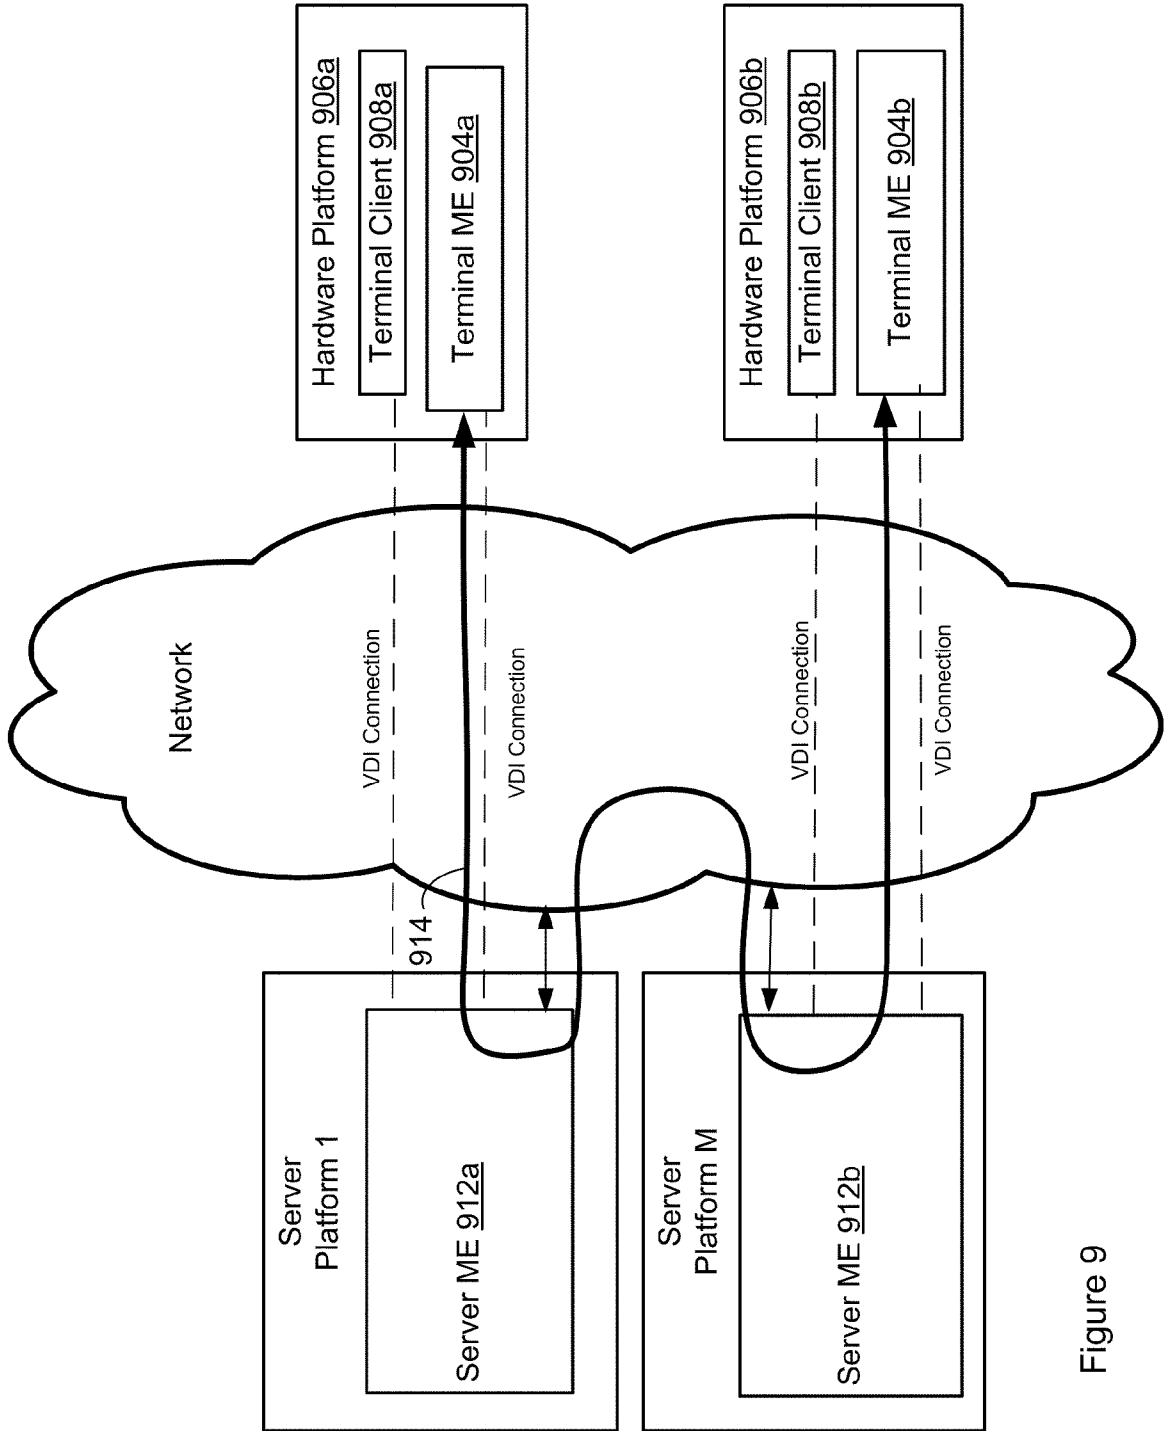 Server
Platform 1
Server ME 912a
Server
Platform M
Server ME 912b
914
Network
VDI Connection
VDI Connection
VDI Connection
VDI Connection
Hardware Platform 906a
Terminal Client 908a
Terminal ME 904a
Hardware Platform 906b
Terminal Client 908b
Terminal ME 904b
Figure 9